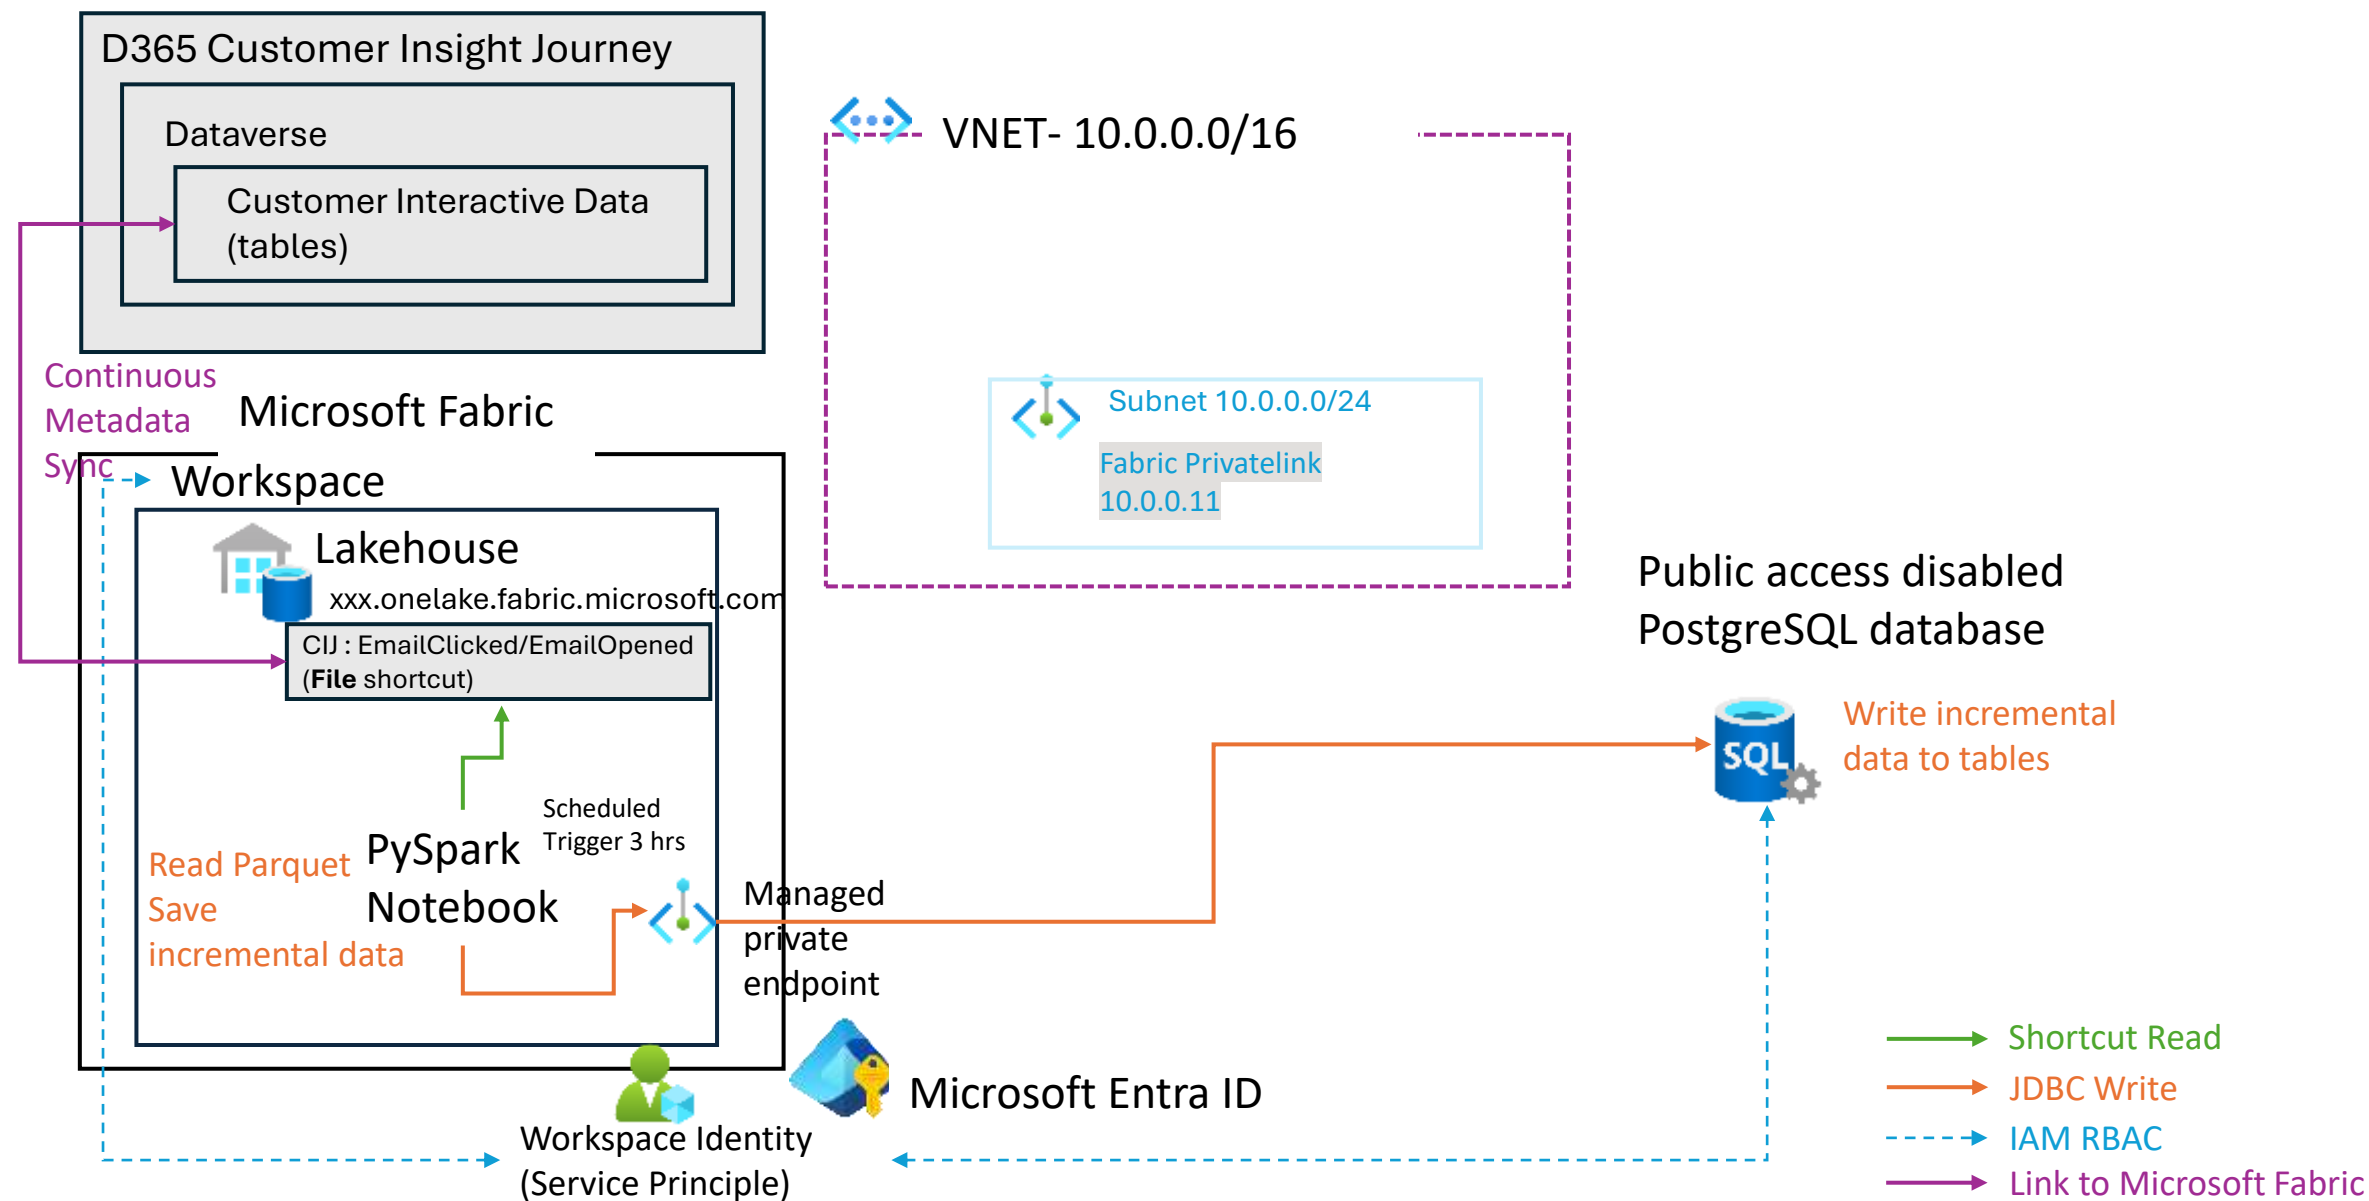 D365 Customer Insight Journey
Dataverse
Customer Interactive Data
(tables)
VNET- 10.0.0.0/16
Continuous
Metadata
Sync
Microsoft Fabric
Workspace
Subnet 10.0.0.0/24
Fabric Privatelink
10.0.0.11
Lakehouse
xxx.onelake.fabric.microsoft.com
CIJ : EmailClicked/EmailOpened
(File shortcut)
Public access disabled
PostgreSQL database
SQL
Write incremental
data to tables
Scheduled
Trigger 3 hrs
PySpark
Notebook
Read Parquet
Save
incremental data
Managed
private
endpoint
Microsoft Entra ID
Workspace Identity
(Service Principle)
Shortcut Read
JDBC Write
IAM RBAC
Link to Microsoft Fabric